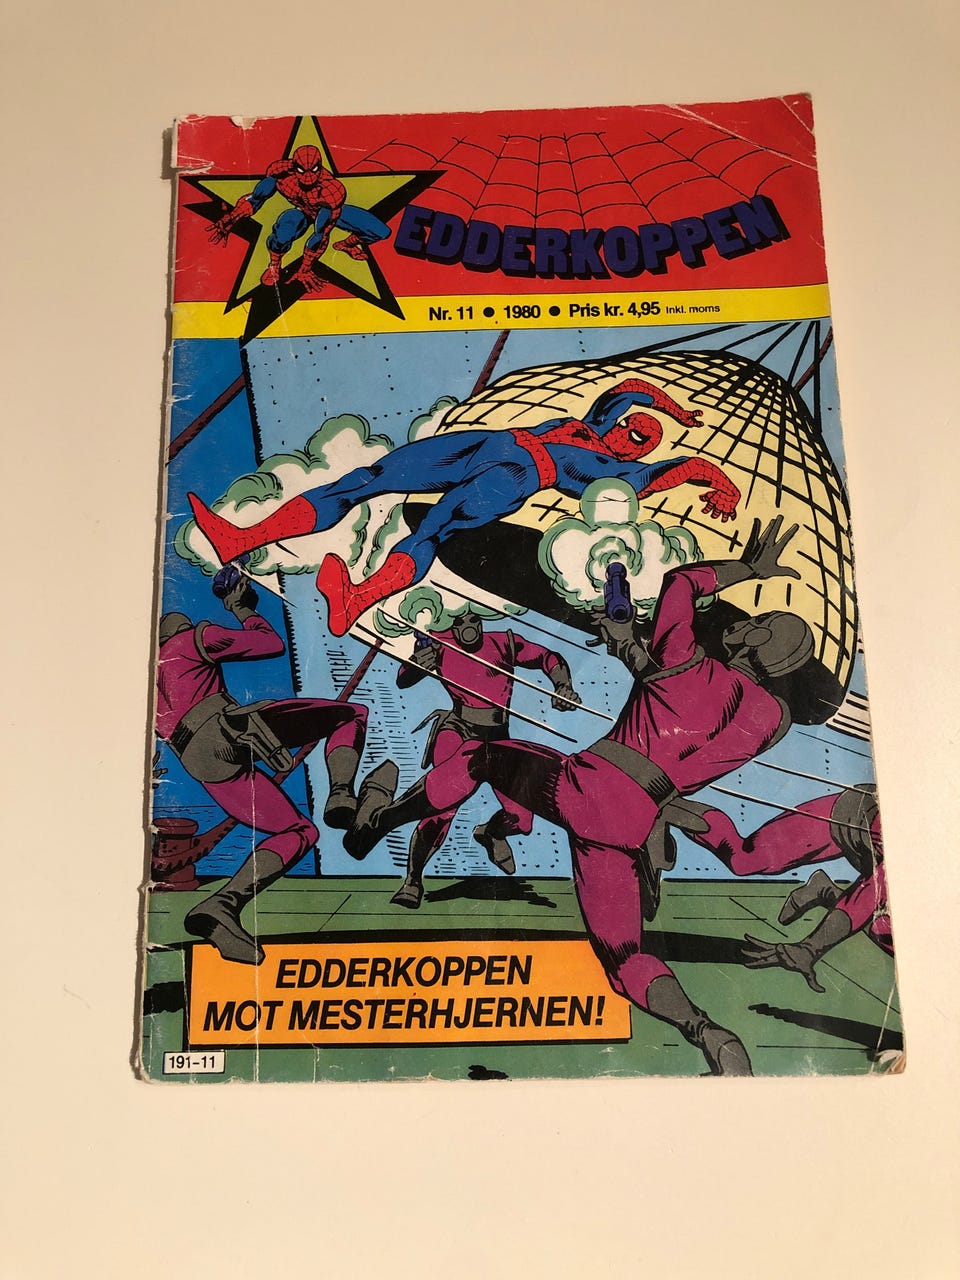 EDDERKOPPEN
Nr. 11 ● 1980 ● Pris kr. 4,95 Inkl. moms
EDDERKOPPEN
MOT MESTERHJERNEN!
191-11